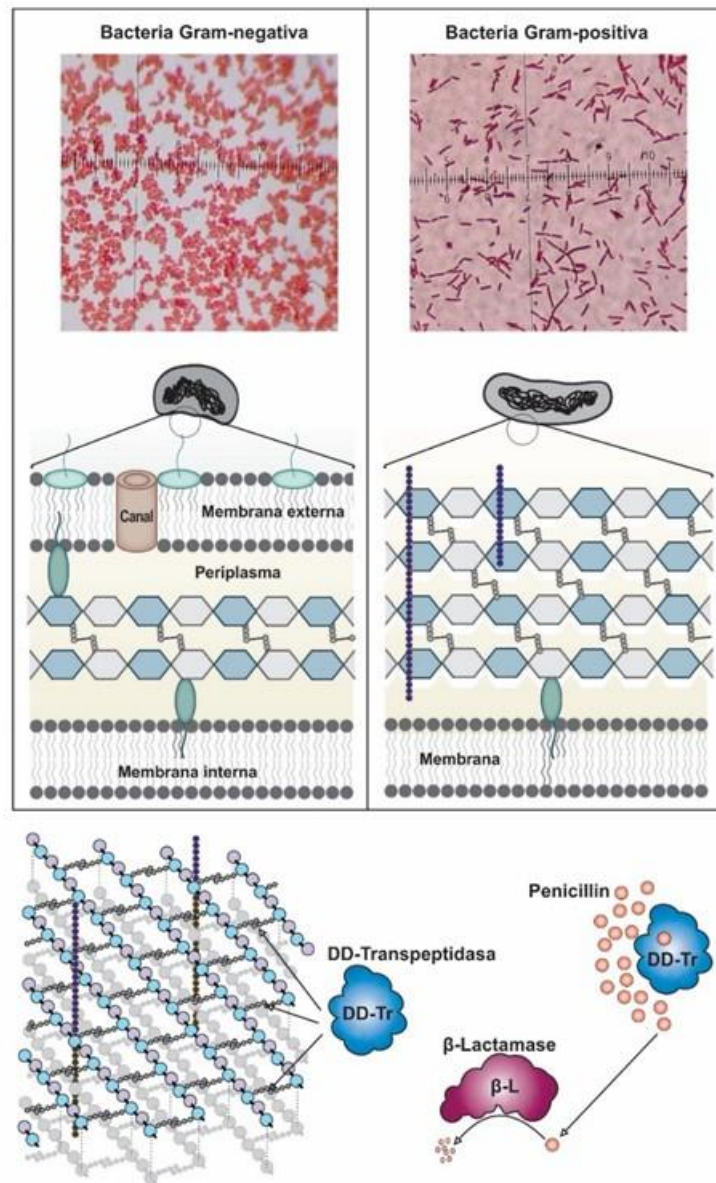 Bacteria Gram-negativa
Bacteria Gram-positiva
Canal
Membrana externa
Periplasma
Membrana interna
Membrana
Penicillin
DD-Tr
DD-Transpeptidasa
DD-Tr
β-Lactamase
β-L